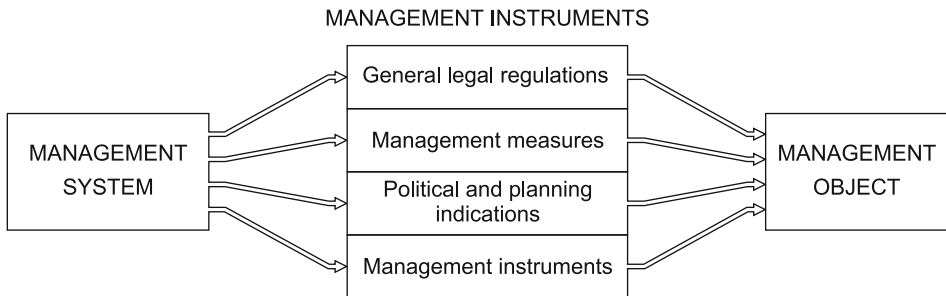 MANAGEMENT INSTRUMENTS
General legal regulations
MANAGEMENT
SYSTEM
Management measures
Political and planning
indications
Management instruments
MANAGEMENT
OBJECT